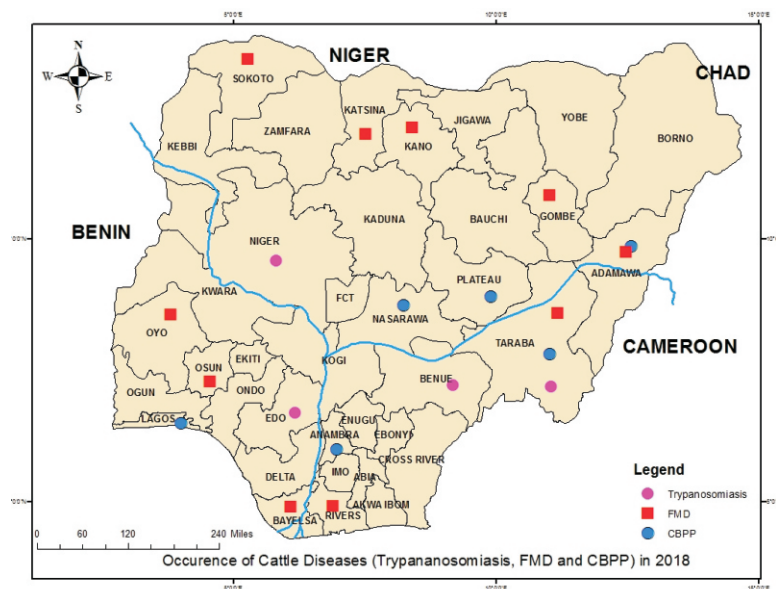 NIGER
CHAD
N
W E
S
SOKOTO
KATSINA
ZAMFARA
KANO
JIGAWA
YOBE
BORNO
KEBBI
BENIN
KADUNA
BAUCHI
GOMBE
NIGER
ADAMAWA
PLATEAU
KWARA
FCT
NASARAWA
OYO
TARABA
CAMEROON
OSUN
EKITI
KOGI
BENUE
OGUN
ONDO
EDO
LAGOS
ENUGU
ANAMBRA
EBONYI
CROSS RIVER
DELTA
IMO
ABIA
AKWA IBOM
BAYELSA
RIVERS
Legend
Trypanosomiasis
FMD
CBPP
0 60 120 240 Miles
Occurence of Cattle Diseases (Trypananosomiasis, FMD and CBPP) in 2018